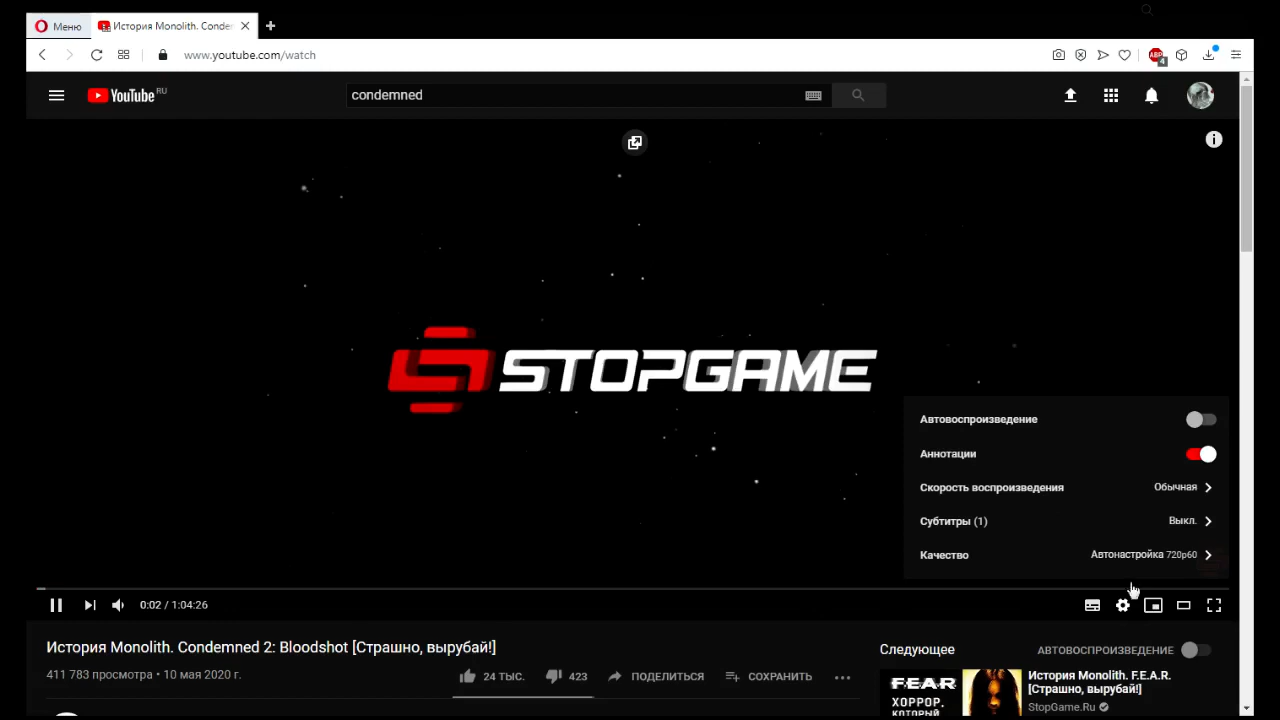 Меню
История Monolith. Conde
www.youtube.com/watch
ABP
4
YouTube RU
condemned
STOPGAME
Автовоспроизведение
Аннотации
Скорость воспроизведения Обычная
Субтитры (1) Выкл.
Качество Автонастройка 720p60
0:02 / 1:04:26
История Monolith. Condemned 2: Bloodshot [Страшно, вырубай!]
411 783 просмотра • 10 мая 2020 г.
24 ТЫС.
423
ПОДЕЛИТЬСЯ
СОХРАНИТЬ
Следующее
АВТОВОСПРОИЗВЕДЕНИЕ
FEAR
ХОРРОР,
КОТОРЫЙ
История Monolith. F.E.A.R.
[Страшно, вырубай!]
StopGame.Ru